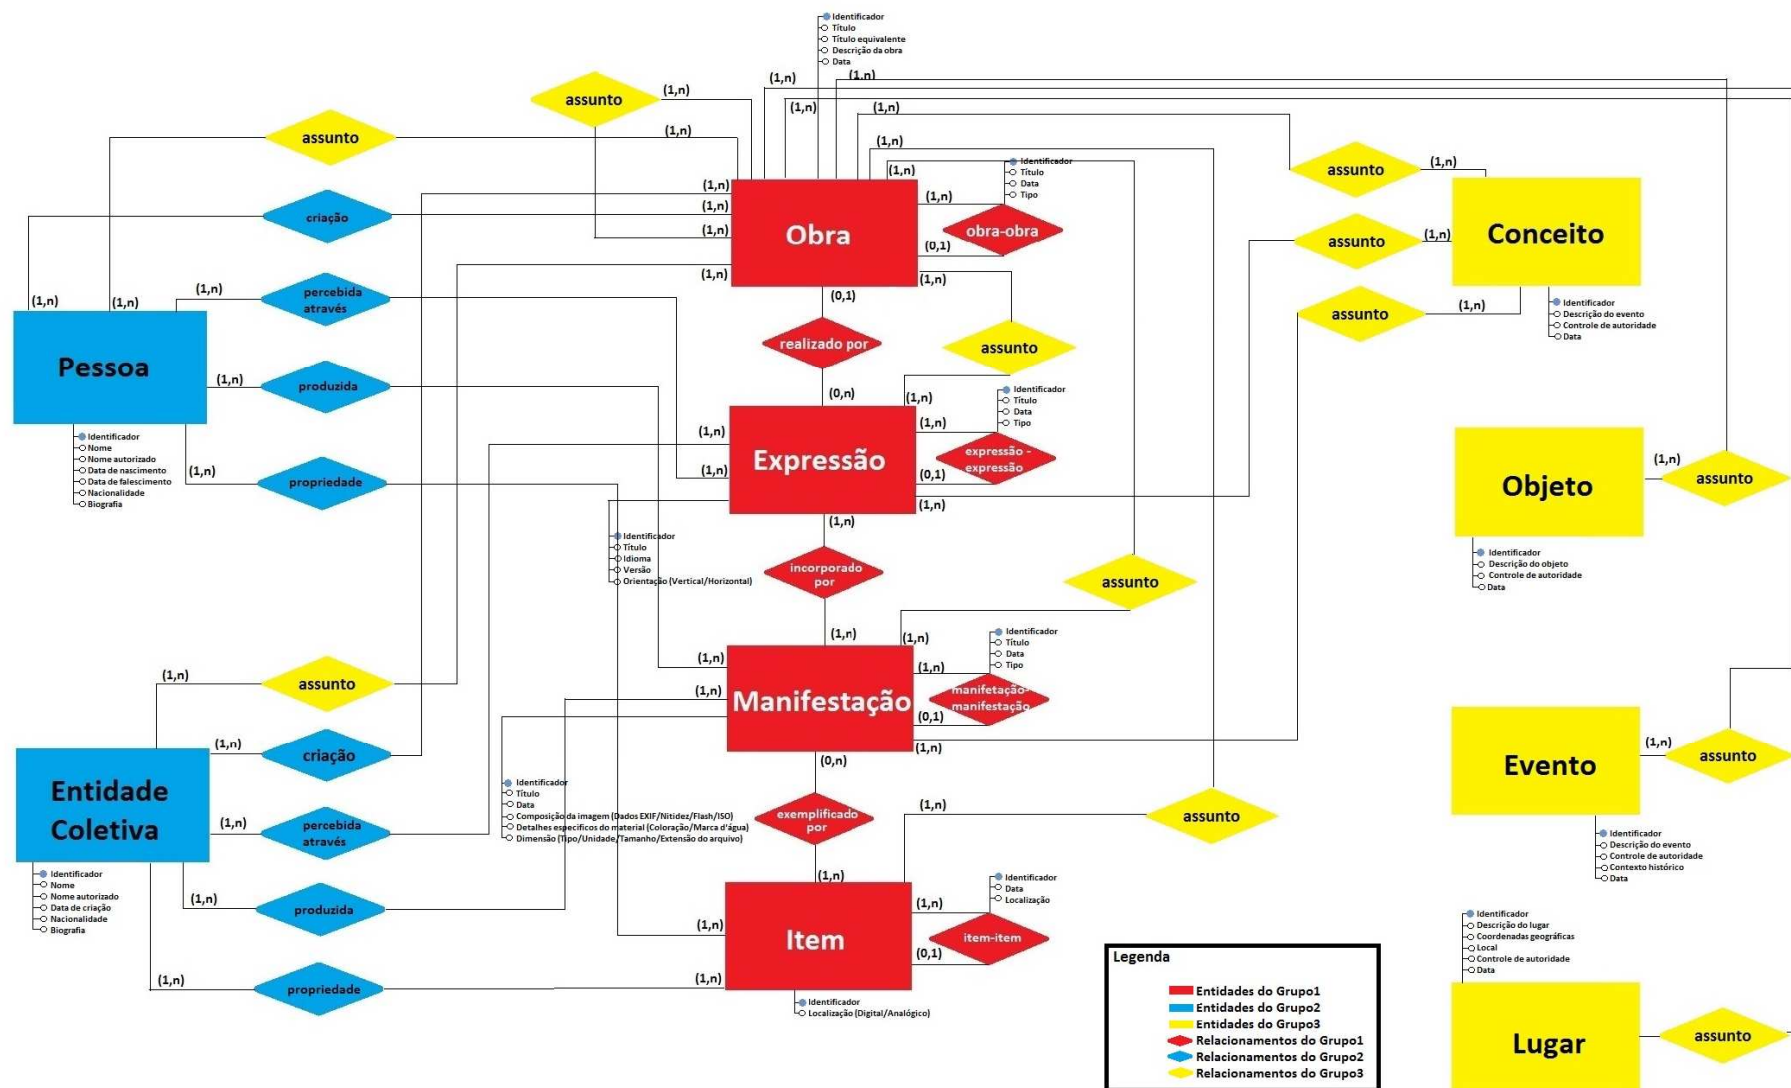 Identificador
Título
Título equivalente
Descrição da obra
Data
(1,n)
(1,n)
(1,n)
(1,n)
(1,n)
assunto
(1,n)
(1,n)
assunto
(1,n)
(1,n)
(1,n)
(1,n)
criação
(1,n)
(1,n)
(1,n)
(1,n)
Obra
(1,n)
Identificador
Título
Data
Tipo
obra-obra
(0,1)
(1,n)
assunto
(1,n)
assunto
(1,n)
assunto
(1,n)
Conceito
Identificador
Descrição do evento
Controle de autoridade
Data
(1,n)
(1,n)
(1,n)
percebida
através
Pessoa
(1,n)
produzida
(1,n)
propriedade
Identificador
Nome
Nome autorizado
Data de nascimento
Data de falescimento
Nacionalidade
Biografia
(0,1)
realizado por
(0,n)
assunto
(1,n)
(1,n)
(1,n)
Expressão
(1,n)
Identificador
Título
Data
Tipo
expressão -
expressão
(0,1)
(1,n)
(1,n)
Identificador
Título
Idioma
Versão
Orientação (Vertical/Horizontal)
incorporado
por
(1,n)
assunto
(1,n)
Objeto
(1,n)
assunto
Identificador
Descrição do objeto
Controle de autoridade
Data
(1,n)
(1,n)
Manifestação
(1,n)
Identificador
Título
Data
Tipo
manifetação-
manifestação
(0,1)
(1,n)
(0,n)
(1,n)
assunto
(1,n)
criação
Entidade
Coletiva
(1,n)
percebida
através
(1,n)
produzida
(1,n)
propriedade
Identificador
Nome
Nome autorizado
Data de criação
Nacionalidade
Biografia
Identificador
Título
Data
Composição da imagem (Dados EXIF/Nitidez/Flash/ISO)
Detalhes especificos do material (Coloração/Marca d'água)
Dimensão (Tipo/Unidade/Tamanho/Extensão do arquivo)
exemplificado
por
(1,n)
(1,n)
assunto
Evento
(1,n)
assunto
Identificador
Descrição do evento
Controle de autoridade
Contexto histórico
Data
(1,n)
(1,n)
Item
(1,n)
Identificador
Data
Localização
item-item
(0,1)
Identificador
Localização (Digital/Analógico)
Identificador
Descrição do lugar
Coordenadas geográficas
Local
Controle de autoridade
Data
Lugar
assunto
Legenda
Entidades do Grupo1
Entidades do Grupo2
Entidades do Grupo3
Relacionamentos do Grupo1
Relacionamentos do Grupo2
Relacionamentos do Grupo3